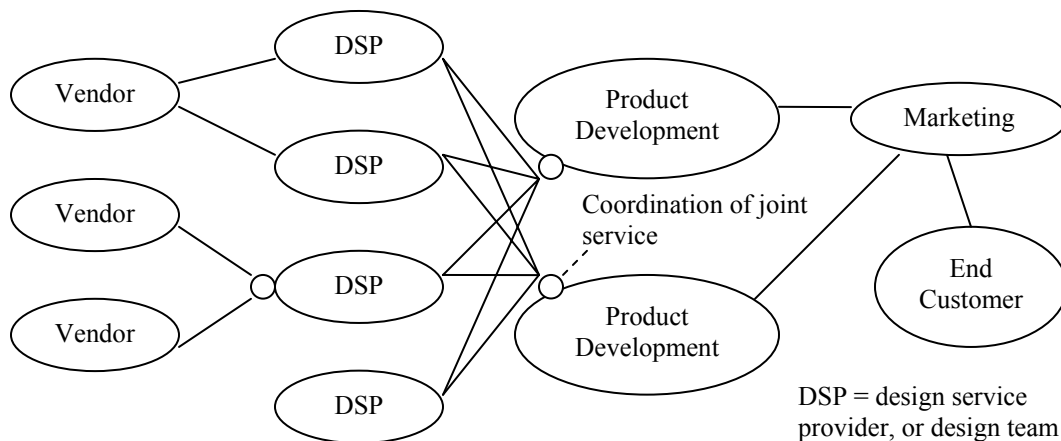 DSP
Vendor
Product
Development
Marketing
DSP
Vendor
Coordination of joint
service
DSP
End
Customer
Vendor
Product
Development
DSP
DSP = design service
provider, or design team